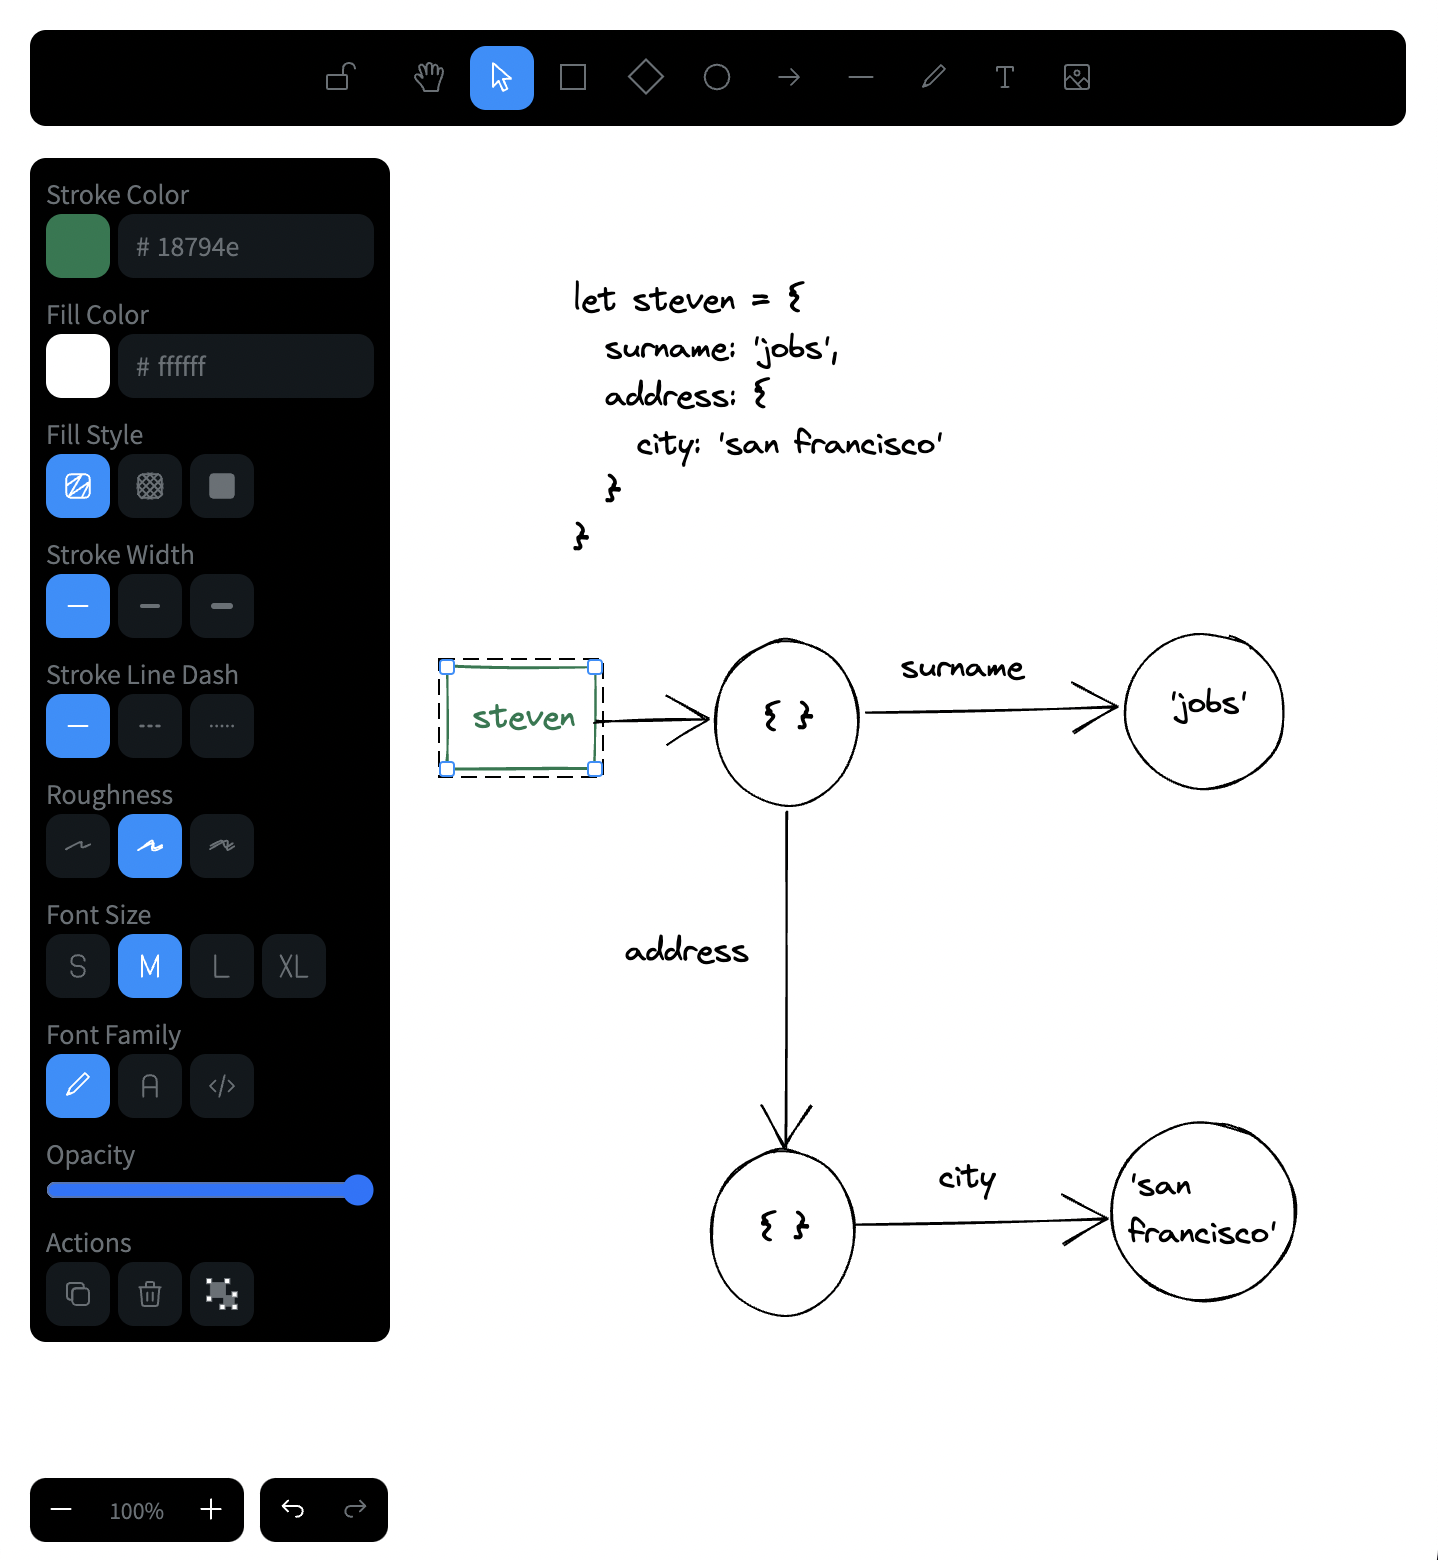 Stroke Color
# 18794e
Fill Color
# ffffff
Fill Style
Stroke Width
Stroke Line Dash
Roughness
Font Size
S M L XL
Font Family
A </>
Opacity
Actions
100%
let steven = {
surname: 'jobs',
address: {
city: 'san francisco'
}
}
steven
{ }
surname
'jobs'
address
{ }
city
'san
francisco'